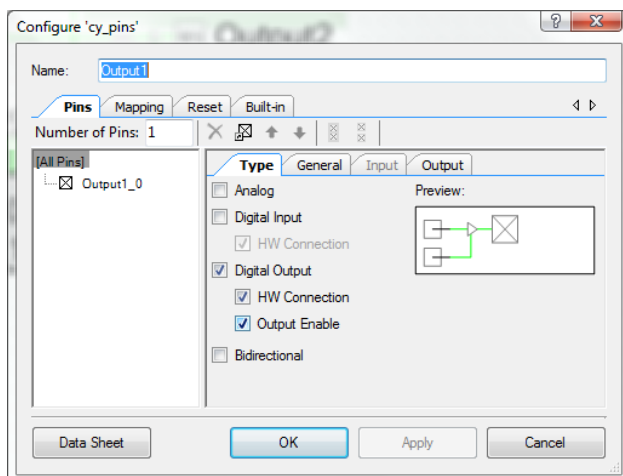 Configure 'cy_pins'
Output2
Name: Output1
Pins Mapping Reset Built-in
Number of Pins: 1
[All Pins]
Output1_0
Type General Input Output
Analog
Preview:
Digital Input
HW Connection
Digital Output
HW Connection
Output Enable
Bidirectional
Data Sheet OK Apply Cancel